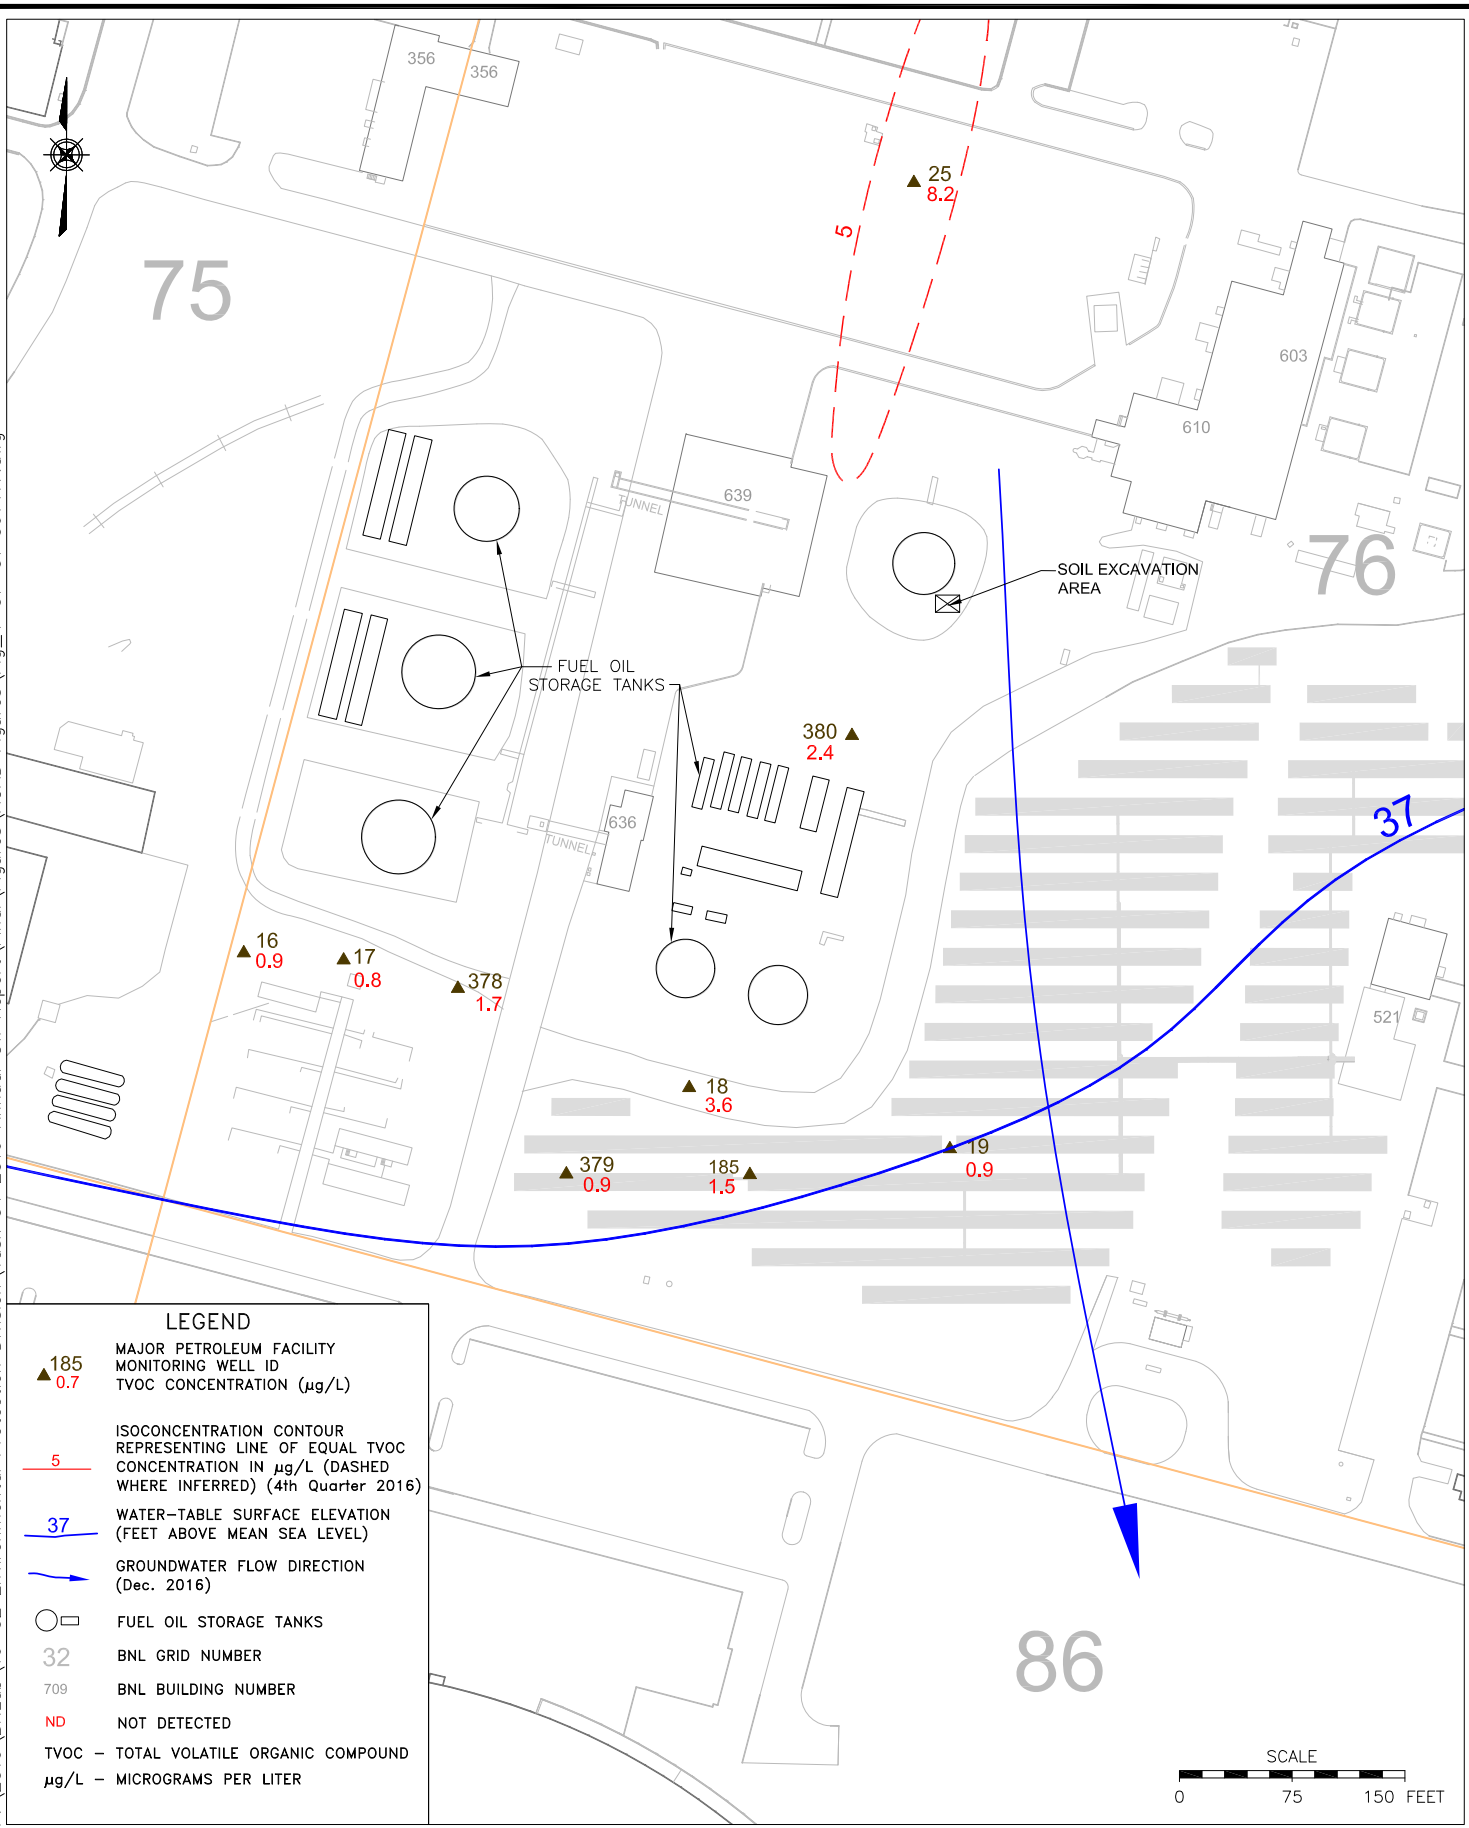 356
356
25
8.2
5
75
603
610
639
TUNNEL
76
SOIL EXCAVATION
AREA
FUEL OIL
STORAGE TANKS
380
2.4
37
636
TUNNEL
16
0.9
17
0.8
378
1.7
521
18
3.6
19
0.9
379
0.9
185
1.5
LEGEND
185
0.7
MAJOR PETROLEUM FACILITY
MONITORING WELL ID
TVOC CONCENTRATION (µg/L)
5
ISOCONCENTRATION CONTOUR
REPRESENTING LINE OF EQUAL TVOC
CONCENTRATION IN µg/L (DASHED
WHERE INFERRED) (4th Quarter 2016)
37
WATER-TABLE SURFACE ELEVATION
(FEET ABOVE MEAN SEA LEVEL)
GROUNDWATER FLOW DIRECTION
(Dec. 2016)
FUEL OIL STORAGE TANKS
32 BNL GRID NUMBER
709 BNL BUILDING NUMBER
ND NOT DETECTED
TVOC - TOTAL VOLATILE ORGANIC COMPOUND
µg/L - MICROGRAMS PER LITER
86
SCALE
0 75 150 FEET